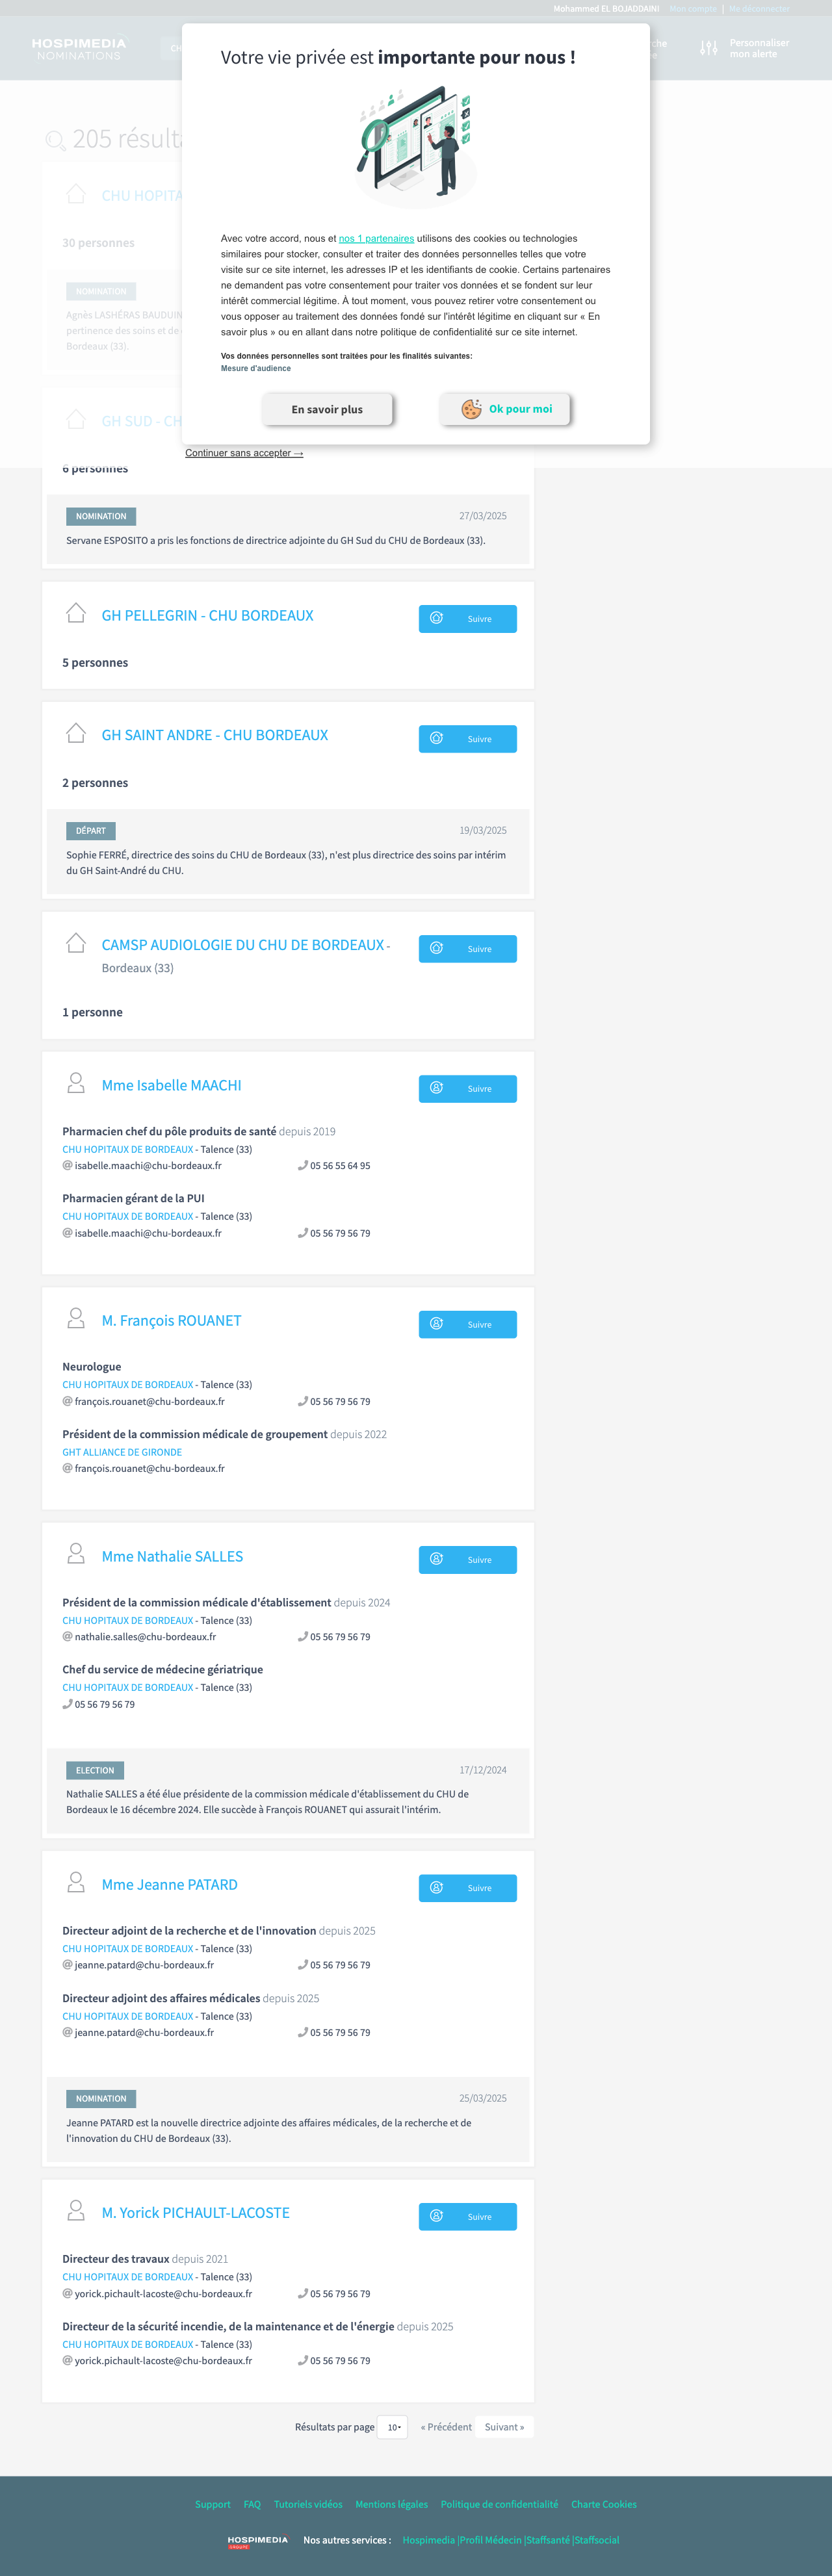 Mohammed EL BOJADDAINI Mon compte | Me déconnecter
HOSPIMEDIA
NOMINATIONS
CH
che
e
Personnaliser
mon alerte
Votre vie privée est importante pour nous !
205 résulta
CHU HOPITA
30 personnes
NOMINATION
Agnès LASHÉRAS BAUDUIN
pertinence des soins et de
Bordeaux (33).
Avec votre accord, nous et nos 1 partenaires utilisons des cookies ou technologies
similaires pour stocker, consulter et traiter des données personnelles telles que votre
visite sur ce site internet, les adresses IP et les identifiants de cookie. Certains partenaires
ne demandent pas votre consentement pour traiter vos données et se fondent sur leur
intérêt commercial légitime. À tout moment, vous pouvez retirer votre consentement ou
vous opposer au traitement des données fondé sur l'intérêt légitime en cliquant sur « En
savoir plus » ou en allant dans notre politique de confidentialité sur ce site internet.
Vos données personnelles sont traitées pour les finalités suivantes:
Mesure d'audience
En savoir plus
Ok pour moi
Continuer sans accepter →
GH SUD - CH
6 personnes
NOMINATION 27/03/2025
Servane ESPOSITO a pris les fonctions de directrice adjointe du GH Sud du CHU de Bordeaux (33).
GH PELLEGRIN - CHU BORDEAUX Suivre
5 personnes
GH SAINT ANDRE - CHU BORDEAUX Suivre
2 personnes
DÉPART 19/03/2025
Sophie FERRÉ, directrice des soins du CHU de Bordeaux (33), n'est plus directrice des soins par intérim
du GH Saint-André du CHU.
CAMSP AUDIOLOGIE DU CHU DE BORDEAUX - Suivre
Bordeaux (33)
1 personne
Mme Isabelle MAACHI Suivre
Pharmacien chef du pôle produits de santé depuis 2019
CHU HOPITAUX DE BORDEAUX - Talence (33)
@ isabelle.maachi@chu-bordeaux.fr 05 56 55 64 95
Pharmacien gérant de la PUI
CHU HOPITAUX DE BORDEAUX - Talence (33)
@ isabelle.maachi@chu-bordeaux.fr 05 56 79 56 79
M. François ROUANET Suivre
Neurologue
CHU HOPITAUX DE BORDEAUX - Talence (33)
@ françois.rouanet@chu-bordeaux.fr 05 56 79 56 79
Président de la commission médicale de groupement depuis 2022
GHT ALLIANCE DE GIRONDE
@ françois.rouanet@chu-bordeaux.fr
Mme Nathalie SALLES Suivre
Président de la commission médicale d'établissement depuis 2024
CHU HOPITAUX DE BORDEAUX - Talence (33)
@ nathalie.salles@chu-bordeaux.fr 05 56 79 56 79
Chef du service de médecine gériatrique
CHU HOPITAUX DE BORDEAUX - Talence (33)
05 56 79 56 79
ELECTION 17/12/2024
Nathalie SALLES a été élue présidente de la commission médicale d'établissement du CHU de
Bordeaux le 16 décembre 2024. Elle succède à François ROUANET qui assurait l'intérim.
Mme Jeanne PATARD Suivre
Directeur adjoint de la recherche et de l'innovation depuis 2025
CHU HOPITAUX DE BORDEAUX - Talence (33)
@ jeanne.patard@chu-bordeaux.fr 05 56 79 56 79
Directeur adjoint des affaires médicales depuis 2025
CHU HOPITAUX DE BORDEAUX - Talence (33)
@ jeanne.patard@chu-bordeaux.fr 05 56 79 56 79
NOMINATION 25/03/2025
Jeanne PATARD est la nouvelle directrice adjointe des affaires médicales, de la recherche et de
l'innovation du CHU de Bordeaux (33).
M. Yorick PICHAULT-LACOSTE Suivre
Directeur des travaux depuis 2021
CHU HOPITAUX DE BORDEAUX - Talence (33)
@ yorick.pichault-lacoste@chu-bordeaux.fr 05 56 79 56 79
Directeur de la sécurité incendie, de la maintenance et de l'énergie depuis 2025
CHU HOPITAUX DE BORDEAUX - Talence (33)
@ yorick.pichault-lacoste@chu-bordeaux.fr 05 56 79 56 79
Résultats par page 10 « Précédent Suivant »
Support FAQ Tutoriels vidéos Mentions légales Politique de confidentialité Charte Cookies
HOSPIMEDIA
GROUPE
Nos autres services : Hospimedia |Profil Médecin |Staffsanté |Staffsocial